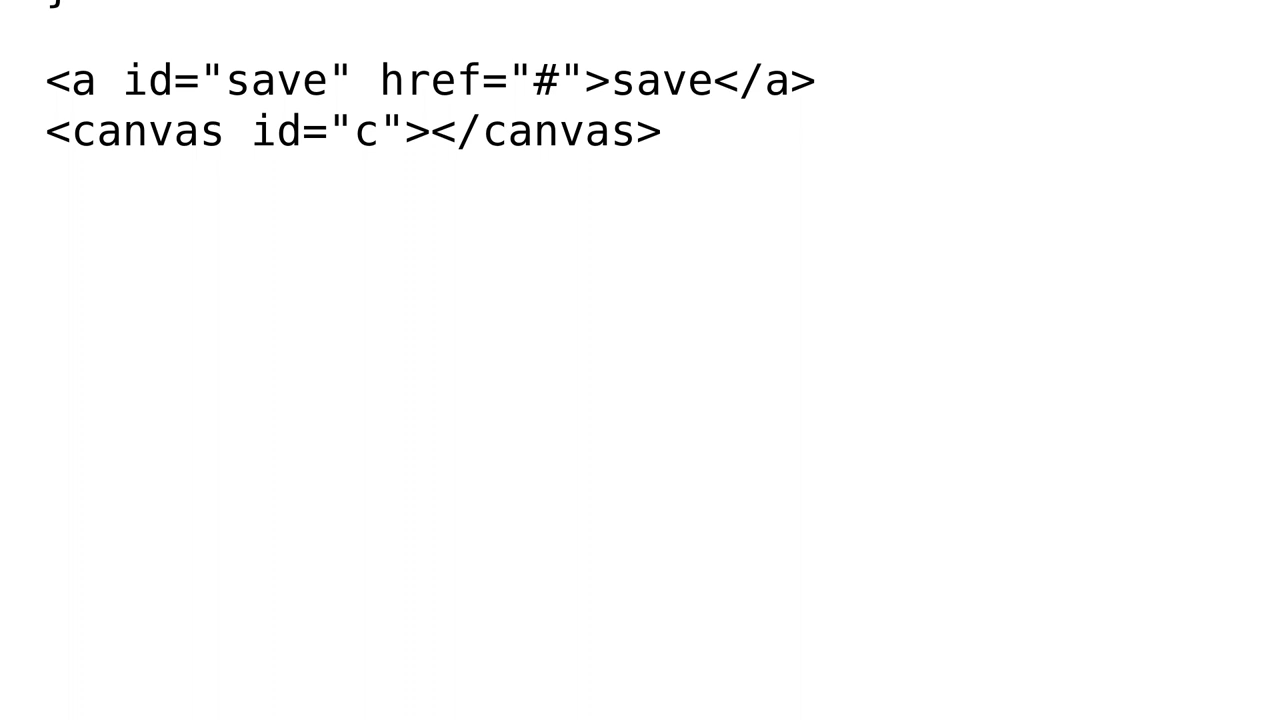 }
<a id="save" href="#">save</a>
<canvas id="c"></canvas>